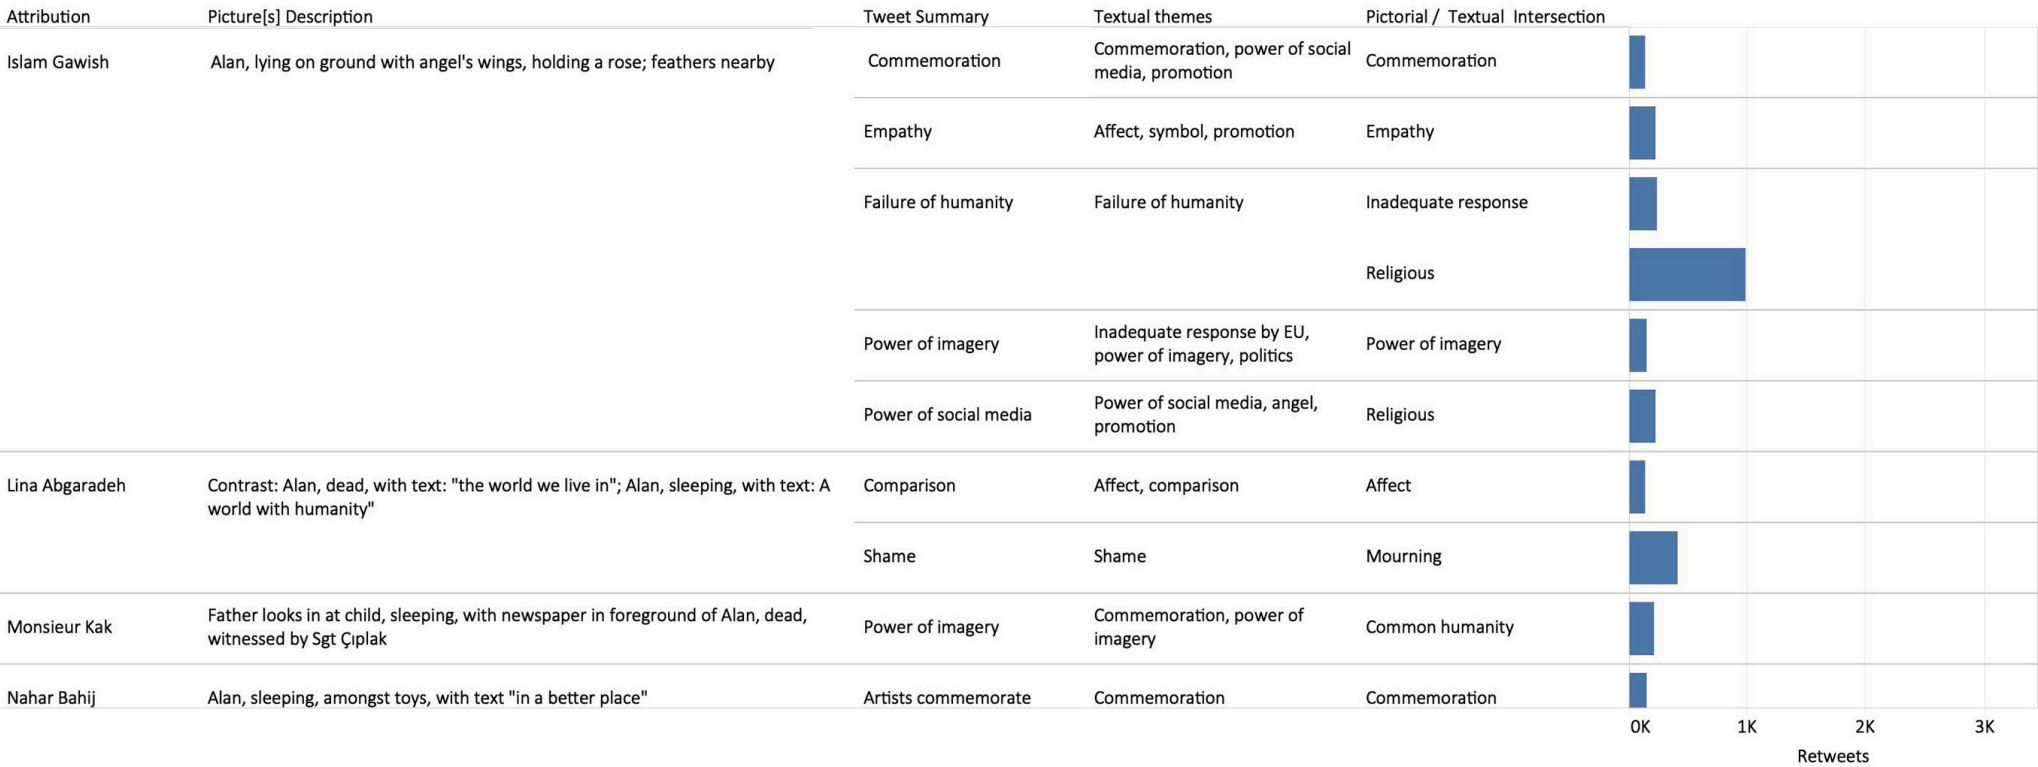 Attribution Picture[s] Description Tweet Summary Textual themes Pictorial / Textual Intersection
Islam Gawish Alan, lying on ground with angel's wings, holding a rose; feathers nearby Commemoration Commemoration, power of social media, promotion Commemoration
Empathy Affect, symbol, promotion Empathy
Failure of humanity Failure of humanity Inadequate response
Religious
Power of imagery Inadequate response by EU, power of imagery, politics Power of imagery
Power of social media Power of social media, angel, promotion Religious
Lina Abgaradeh Contrast: Alan, dead, with text: "the world we live in"; Alan, sleeping, with text: A world with humanity" Comparison Affect, comparison Affect
Shame Shame Mourning
Monsieur Kak Father looks in at child, sleeping, with newspaper in foreground of Alan, dead, witnessed by Sgt Çıplak Power of imagery Commemoration, power of imagery Common humanity
Nahar Bahij Alan, sleeping, amongst toys, with text "in a better place" Artists commemorate Commemoration Commemoration
0K 1K 2K 3K
Retweets